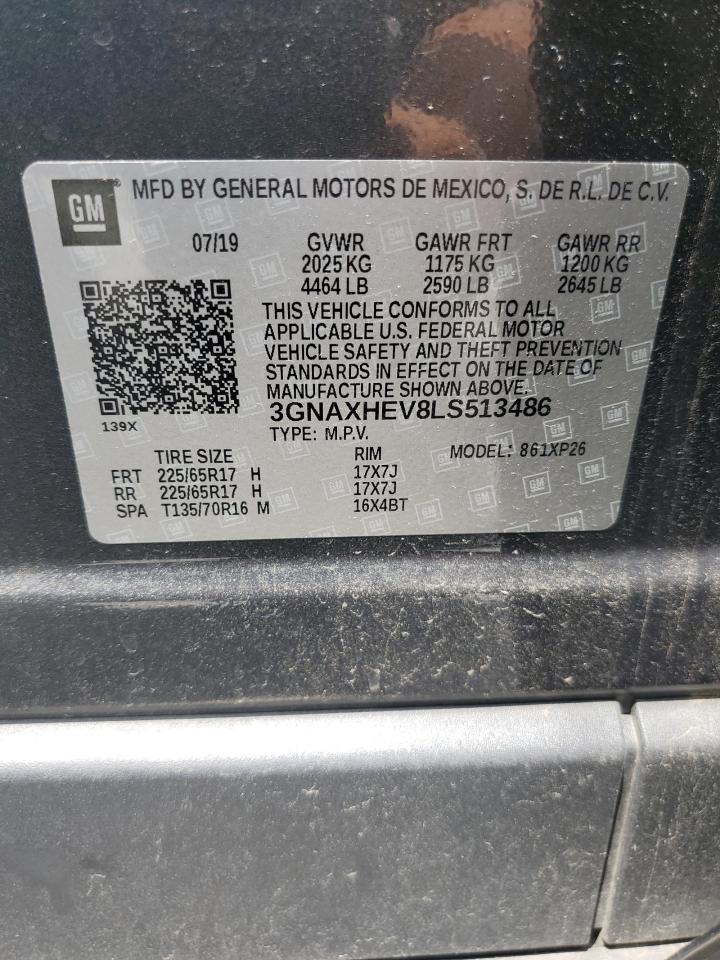 GM MFD BY GENERAL MOTORS DE MEXICO, S. DE R.L. DE C.V.
07/19 GVWR GAWR FRT GAWR RR
2025 KG 1175 KG 1200 KG
4464 LB 2590 LB 2645 LB
THIS VEHICLE CONFORMS TO ALL
APPLICABLE U.S. FEDERAL MOTOR
VEHICLE SAFETY AND THEFT PREVENTION
STANDARDS IN EFFECT ON THE DATE OF
MANUFACTURE SHOWN ABOVE.
3GNAXHEV8LS513486
139X
TYPE: M.P.V. MODEL: 861XP26
TIRE SIZE RIM
FRT 225/65R17 H 17X7J
RR 225/65R17 H 17X7J
SPA T135/70R16 M 16X4BT